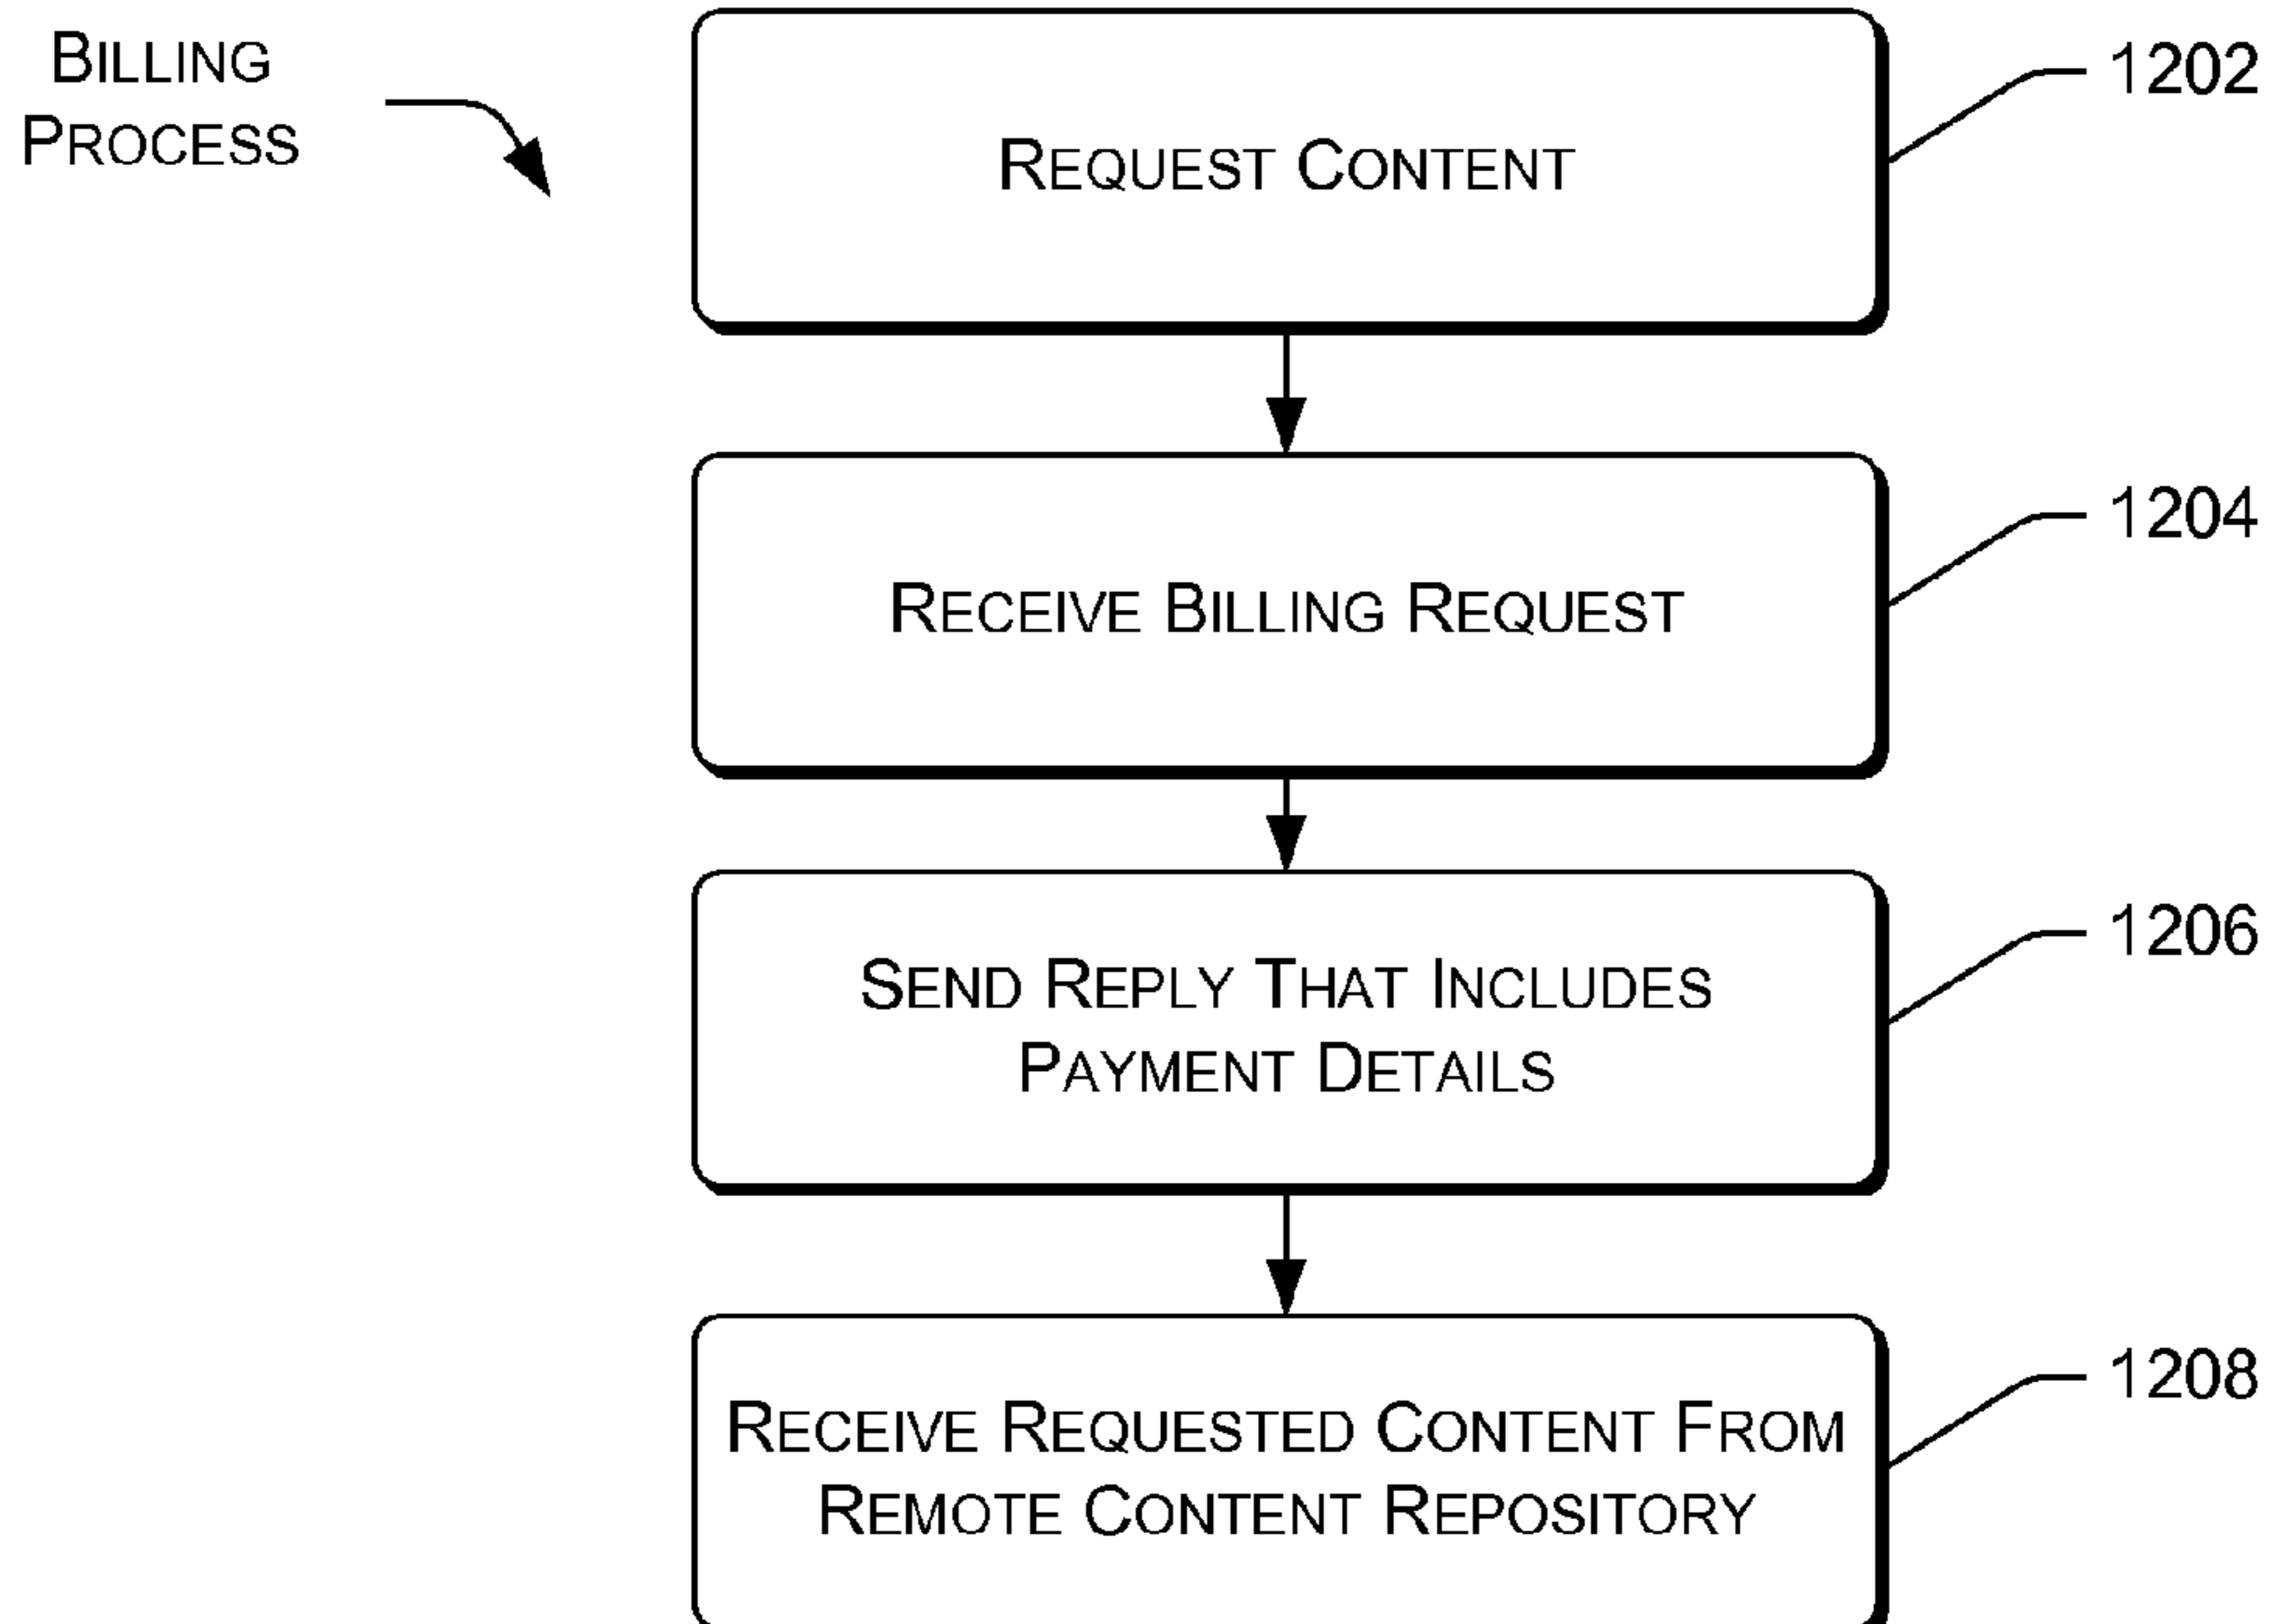 BILLING
PROCESS
1202
REQUEST CONTENT
1204
RECEIVE BILLING REQUEST
1206
SEND REPLY THAT INCLUDES
PAYMENT DETAILS
1208
RECEIVE REQUESTED CONTENT FROM
REMOTE CONTENT REPOSITORY